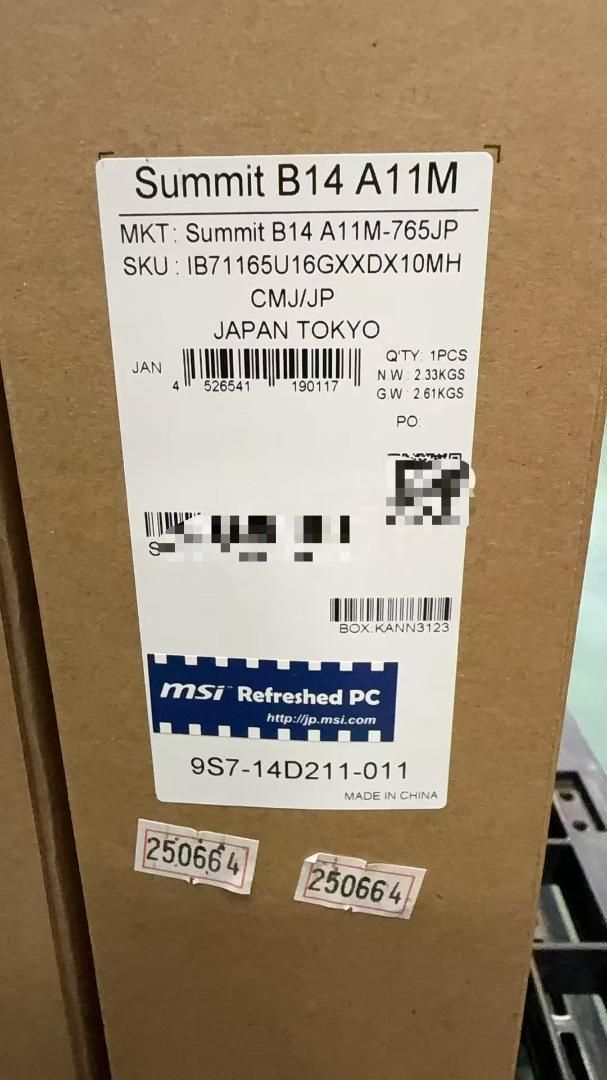 Summit B14 A11M
MKT: Summit B14 A11M-765JP
SKU : IB71165U16GXXDX10MH
CMJ/JP
JAPAN TOKYO
JAN
4 526541 190117
Q'TY: 1PCS
N.W: 2.33KGS
G.W: 2.61KGS
PO:
S
BOX:KANN3123
msi™ Refreshed PC
http://jp.msi.com
9S7-14D211-011
MADE IN CHINA
250664
250664